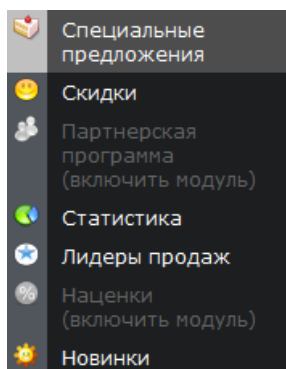 Специальные
предложения
Скидки
Партнерская
программа
(включить модуль)
Статистика
Лидеры продаж
Наценки
(включить модуль)
Новинки